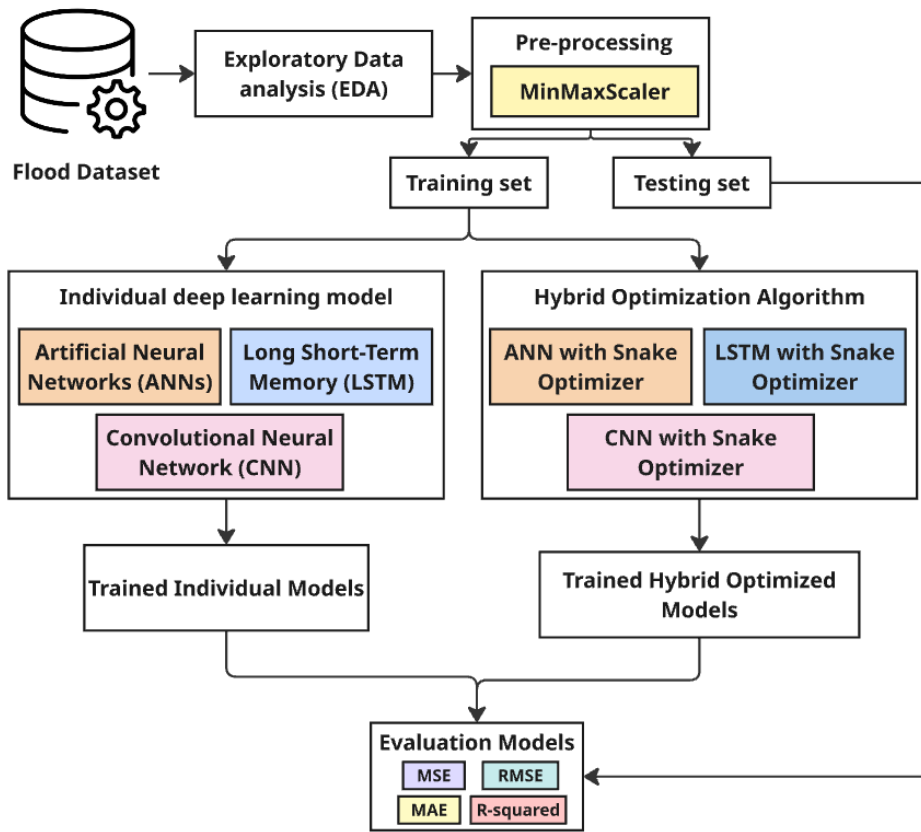 Flood Dataset
Exploratory Data
analysis (EDA)
Pre-processing
MinMaxScaler
Training set
Testing set
Individual deep learning model
Artificial Neural
Networks (ANNs)
Long Short-Term
Memory (LSTM)
Convolutional Neural
Network (CNN)
Hybrid Optimization Algorithm
ANN with Snake
Optimizer
LSTM with Snake
Optimizer
CNN with Snake
Optimizer
Trained Individual Models
Trained Hybrid Optimized
Models
Evaluation Models
MSE
RMSE
MAE
R-squared